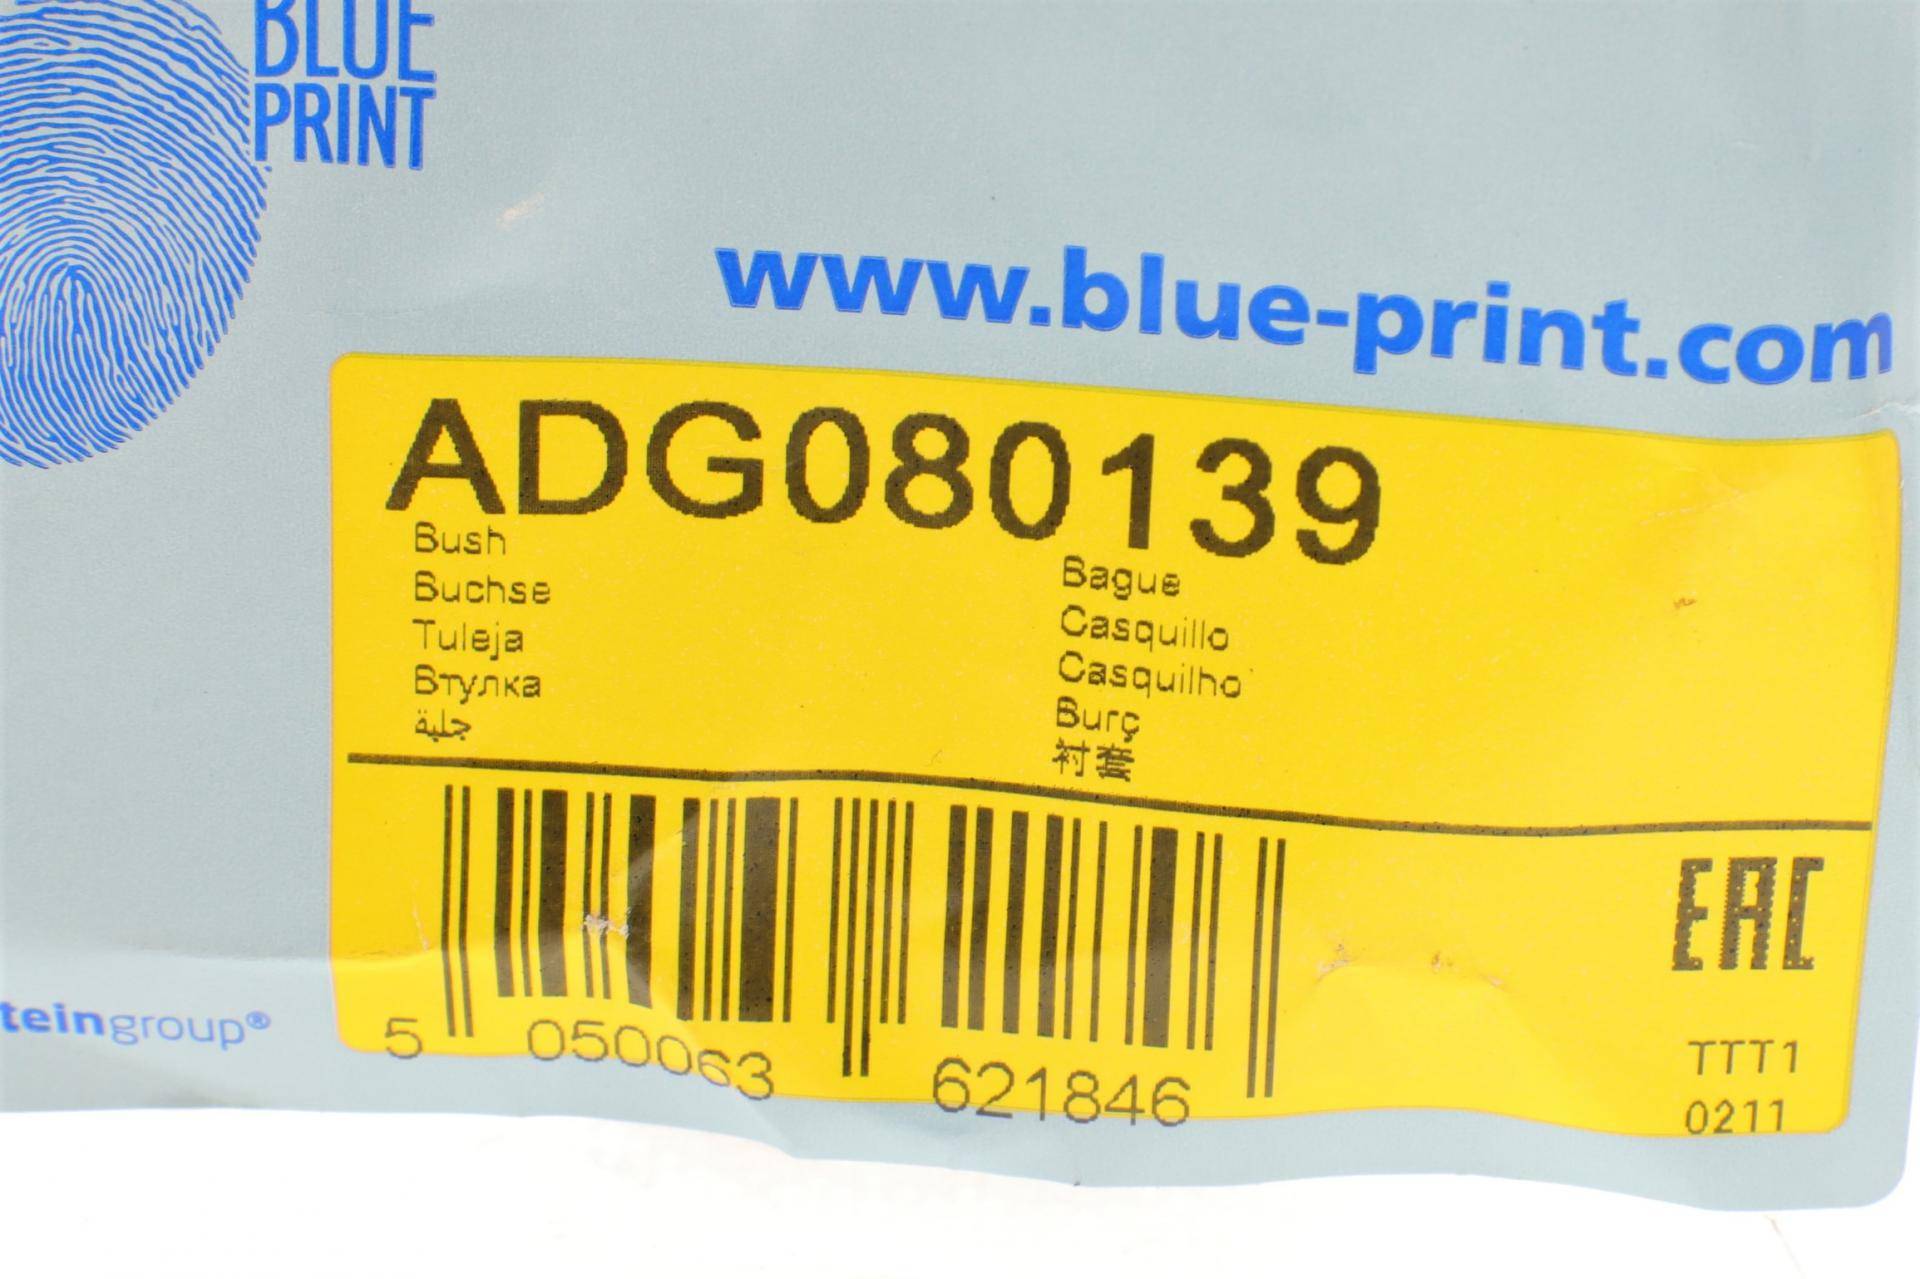 BLUE
PRINT
www.blue-print.com
ADG080139
Bush
Buchse
Tuleja
Втулка
جلبة
Bague
Casquillo
Casquilho
Burç
衬套
5 050063 621846
EAC
TTT1
0211
teingroup®